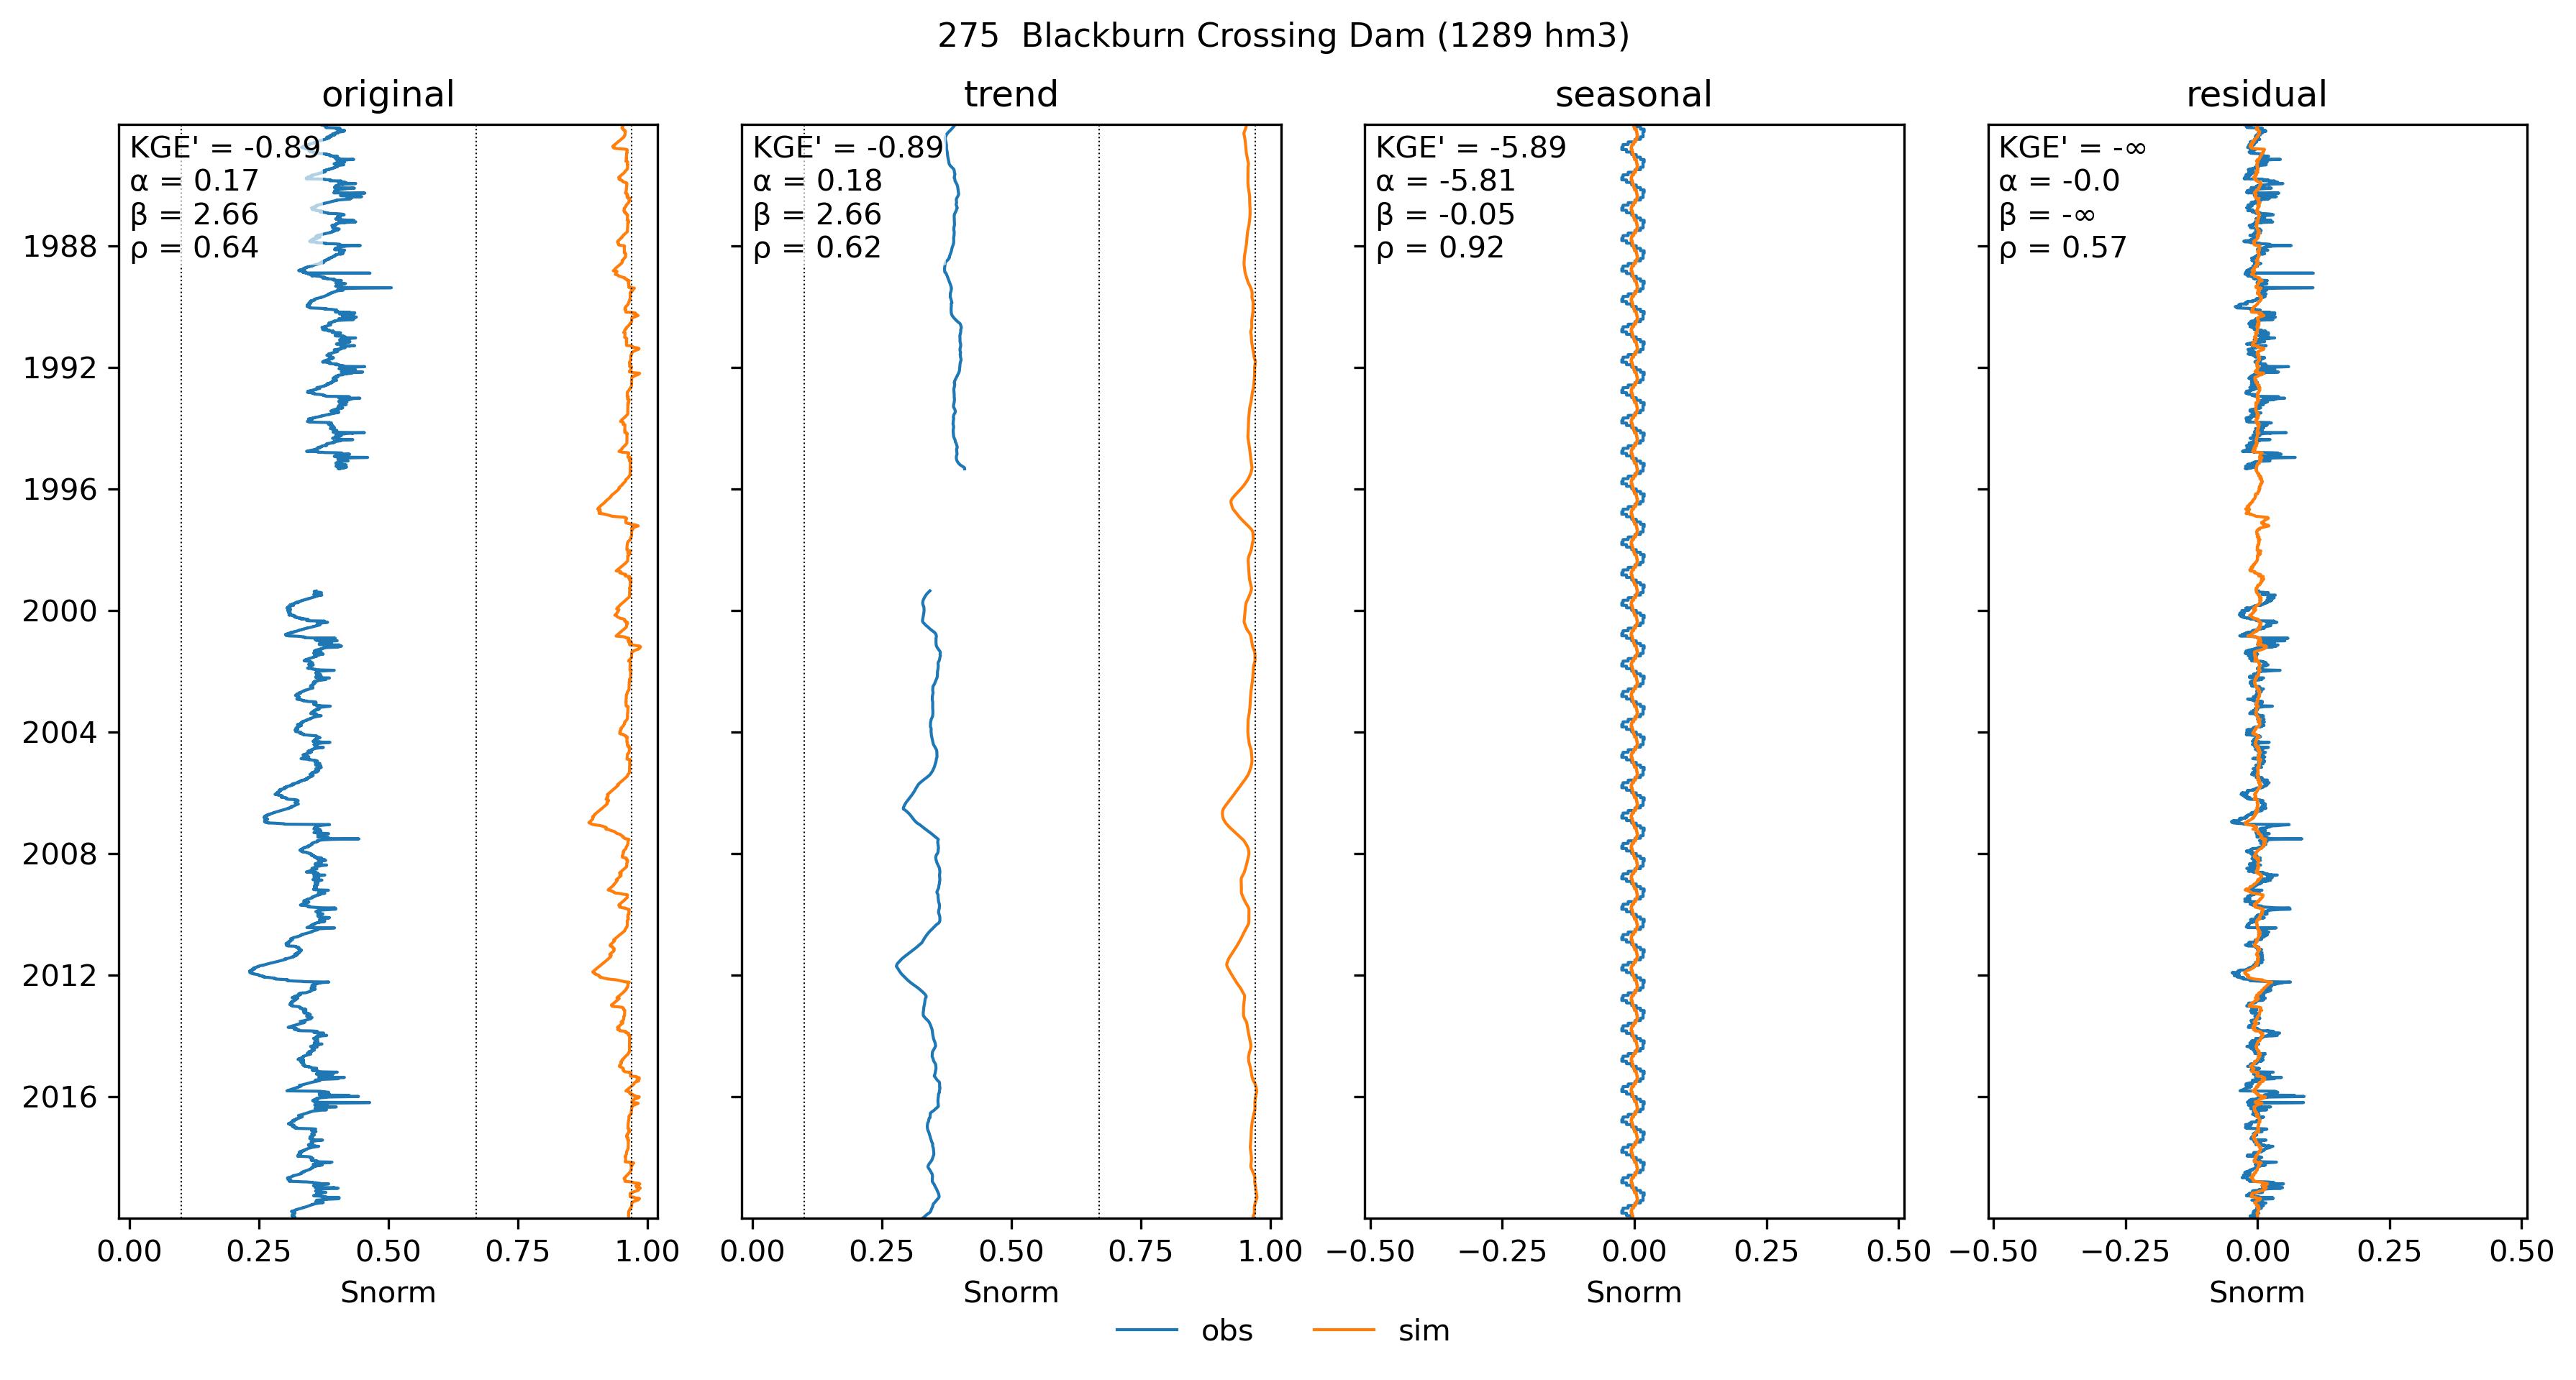 275  Blackburn Crossing Dam (1289 hm3)
original
KGE' = -0.89
α = 0.17
β = 2.66
ρ = 0.64
1988
1992
1996
2000
2004
2008
2012
2016
0.00 0.25 0.50 0.75 1.00
Snorm
trend
KGE' = -0.89
α = 0.18
β = 2.66
ρ = 0.62
0.00 0.25 0.50 0.75 1.00
Snorm
seasonal
KGE' = -5.89
α = -5.81
β = -0.05
ρ = 0.92
−0.50 −0.25 0.00 0.25 0.50
Snorm
residual
KGE' = -∞
α = -0.0
β = -∞
ρ = 0.57
−0.50 −0.25 0.00 0.25 0.50
Snorm
obs sim